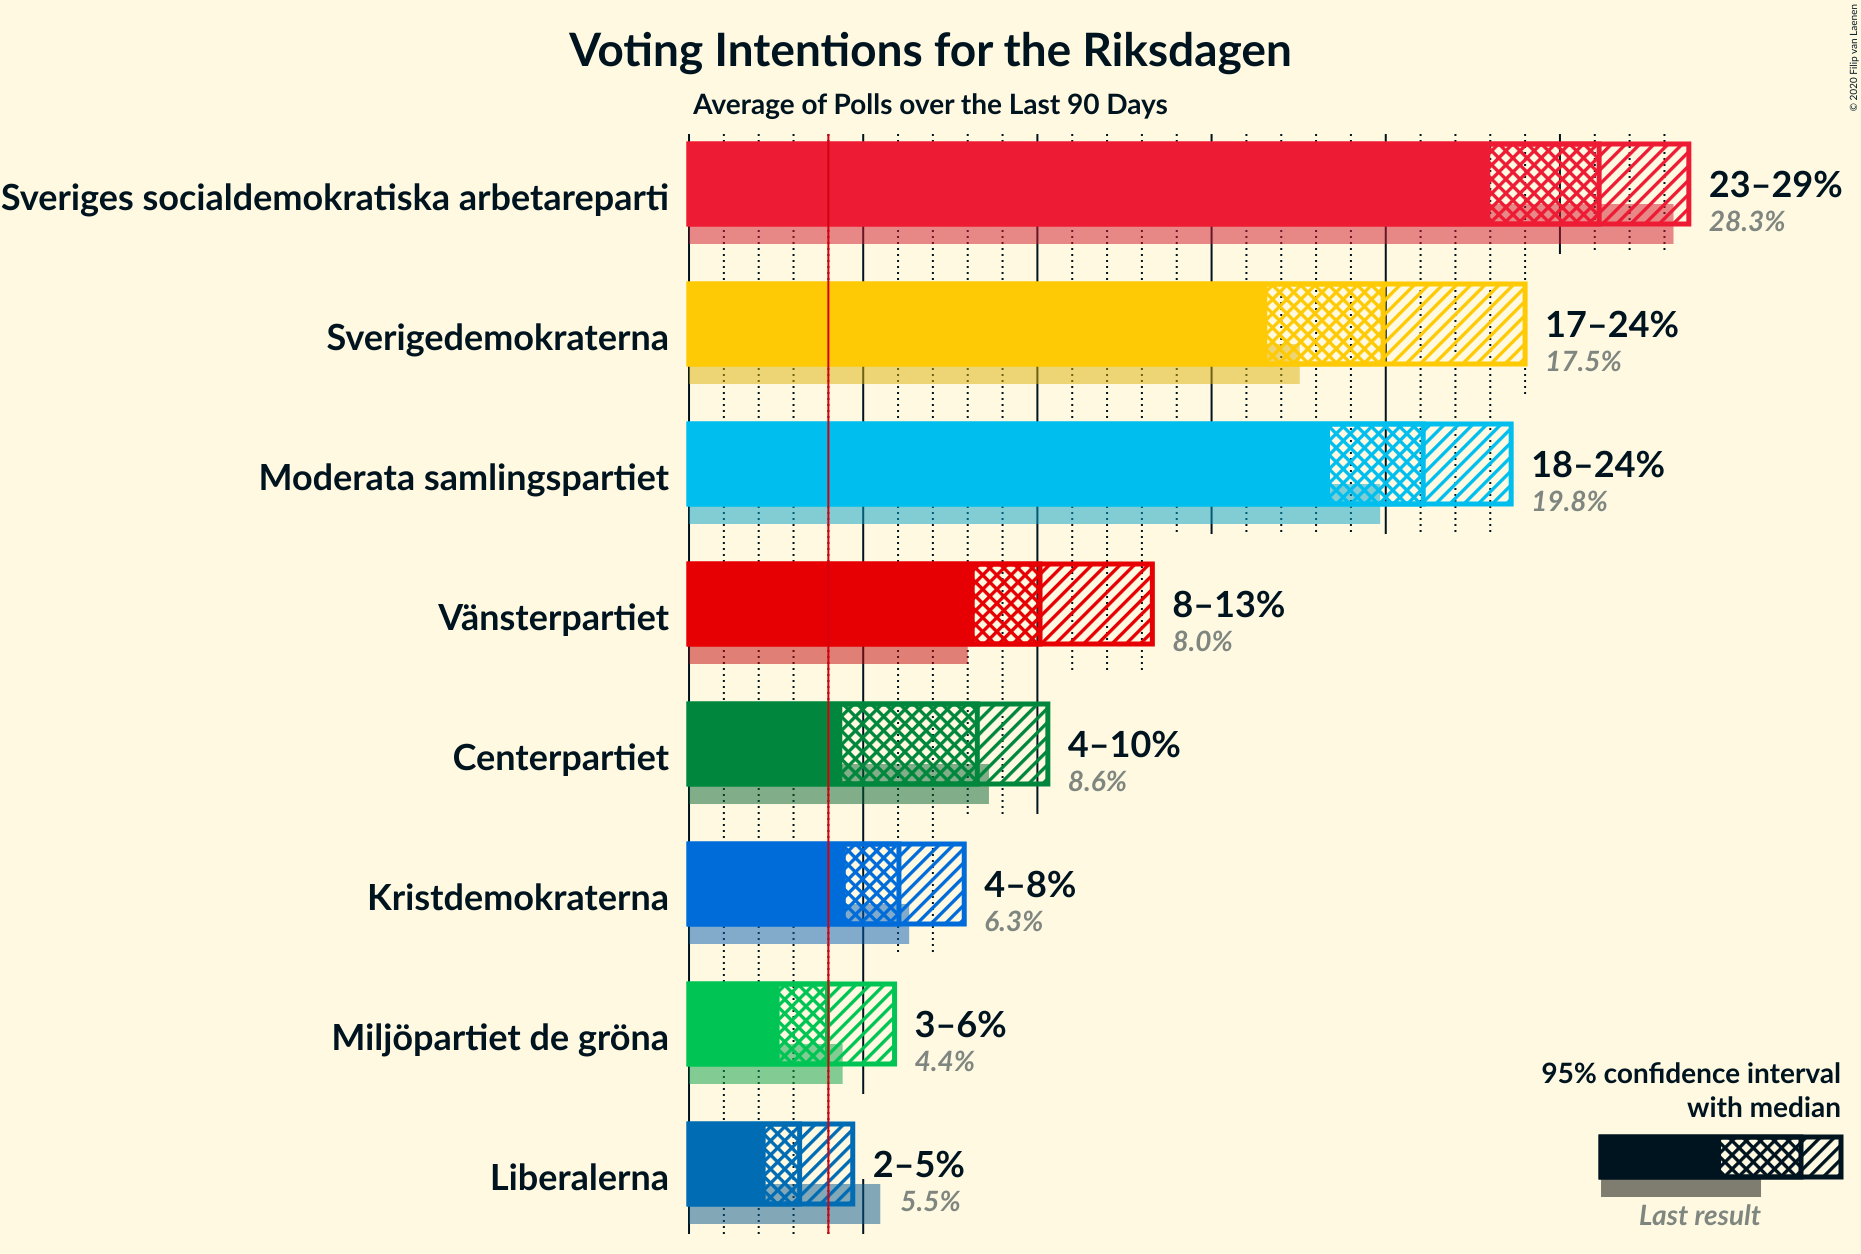 Voting Intentions for the Riksdagen
Average of Polls over the Last 90 Days
© 2020 Filip van Laenen
Sveriges socialdemokratiska arbetareparti
23–29%
28.3%
Sverigedemokraterna
17–24%
17.5%
Moderata samlingspartiet
18–24%
19.8%
Vänsterpartiet
8–13%
8.0%
Centerpartiet
4–10%
8.6%
Kristdemokraterna
4–8%
6.3%
Miljöpartiet de gröna
3–6%
4.4%
Liberalerna
2–5%
5.5%
95% confidence interval
with median
Last result